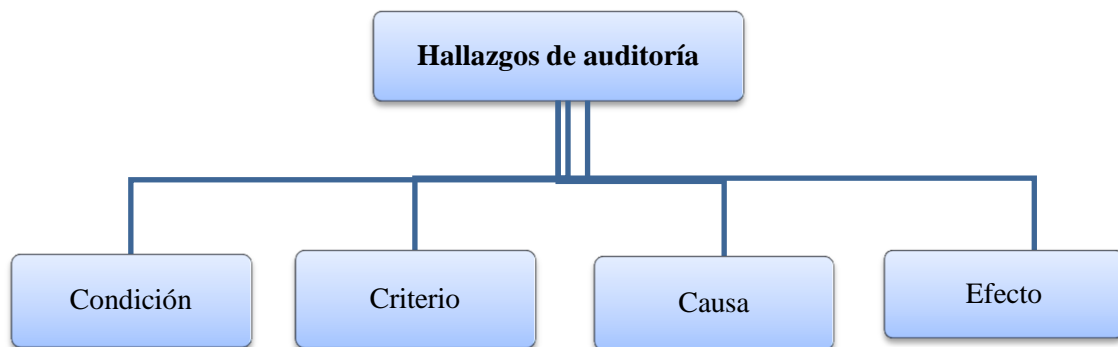 Hallazgos de auditoría
Condición
Criterio
Causa
Efecto